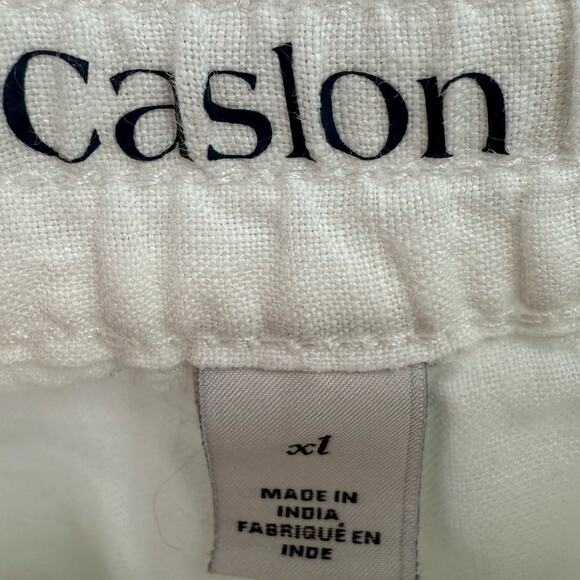 Caslon
xl
MADE IN
INDIA
FABRIQUÉ EN
INDE